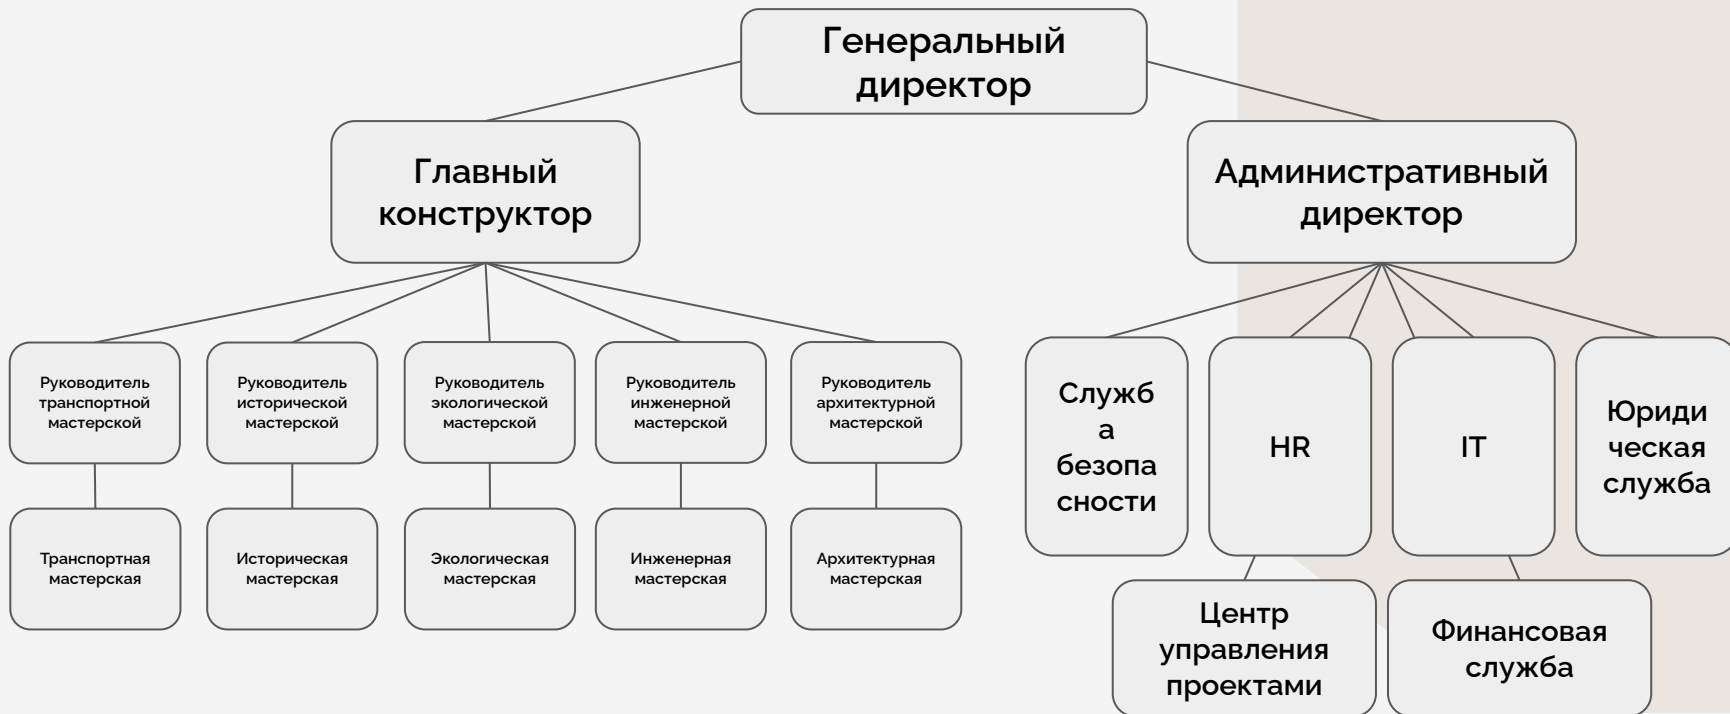 Генеральный
директор
Главный
конструктор
Административный
директор
Руководитель
транспортной
мастерской
Руководитель
исторической
мастерской
Руководитель
экологической
мастерской
Руководитель
инженерной
мастерской
Руководитель
архитектурной
мастерской
Служб
а
безопа
сности
HR
IT
Юриди
ческая
служба
Транспортная
мастерская
Историческая
мастерская
Экологическая
мастерская
Инженерная
мастерская
Архитектурная
мастерская
Центр
управления
проектами
Финансовая
служба